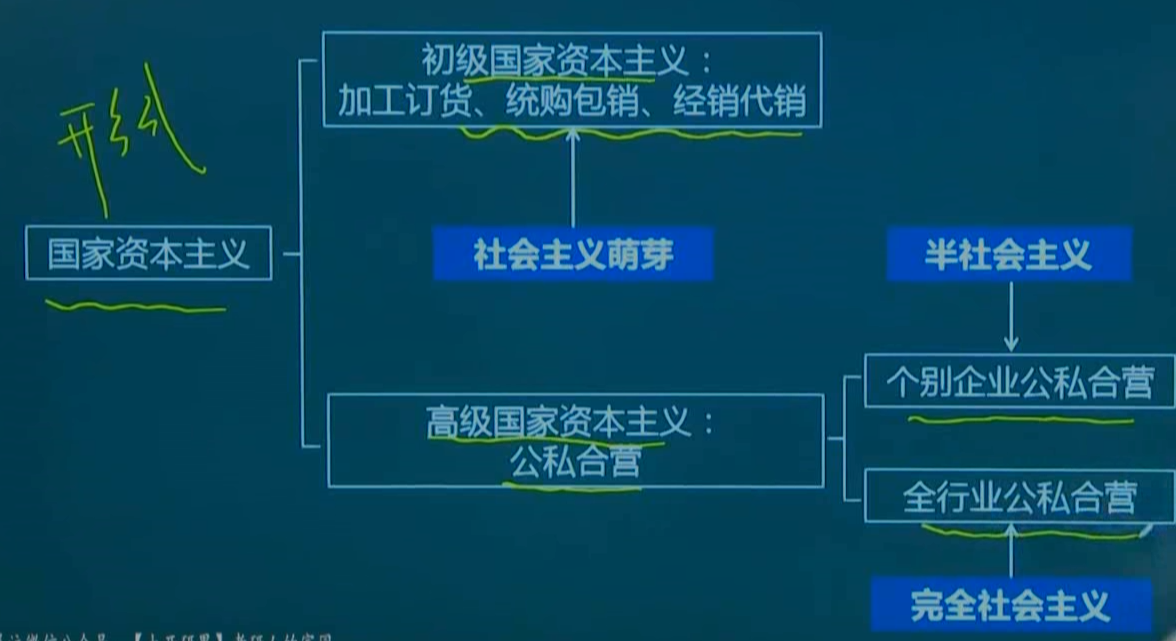 形式
国家资本主义
初级国家资本主义：
加工订货、统购包销、经销代销
社会主义萌芽
高级国家资本主义：
公私合营
半社会主义
个别企业公私合营
全行业公私合营
完全社会主义